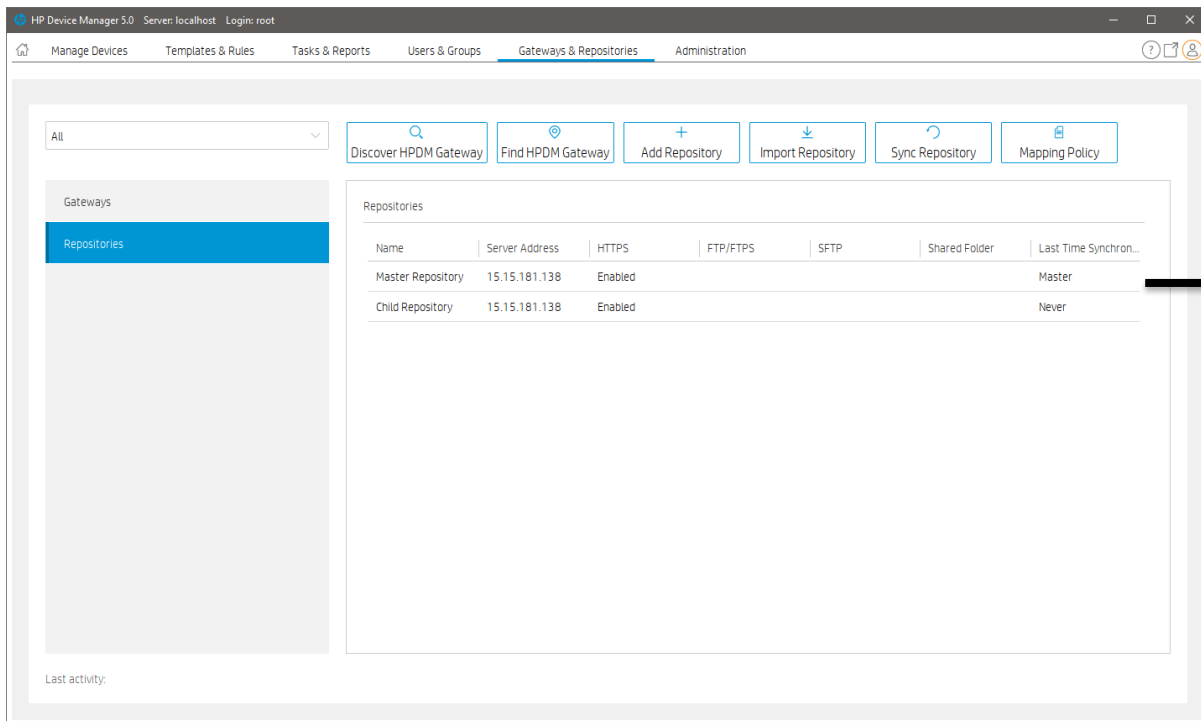 HP Device Manager 5.0 Server: localhost Login: root
Manage Devices Templates & Rules Tasks & Reports Users & Groups Gateways & Repositories Administration
All
Discover HPDM Gateway Find HPDM Gateway Add Repository Import Repository Sync Repository Mapping Policy
Gateways
Repositories
Repositories
Name Server Address HTTPS FTP/FTPS SFTP Shared Folder Last Time Synchron...
Master Repository 15.15.181.138 Enabled Master
Child Repository 15.15.181.138 Enabled Never
Last activity: